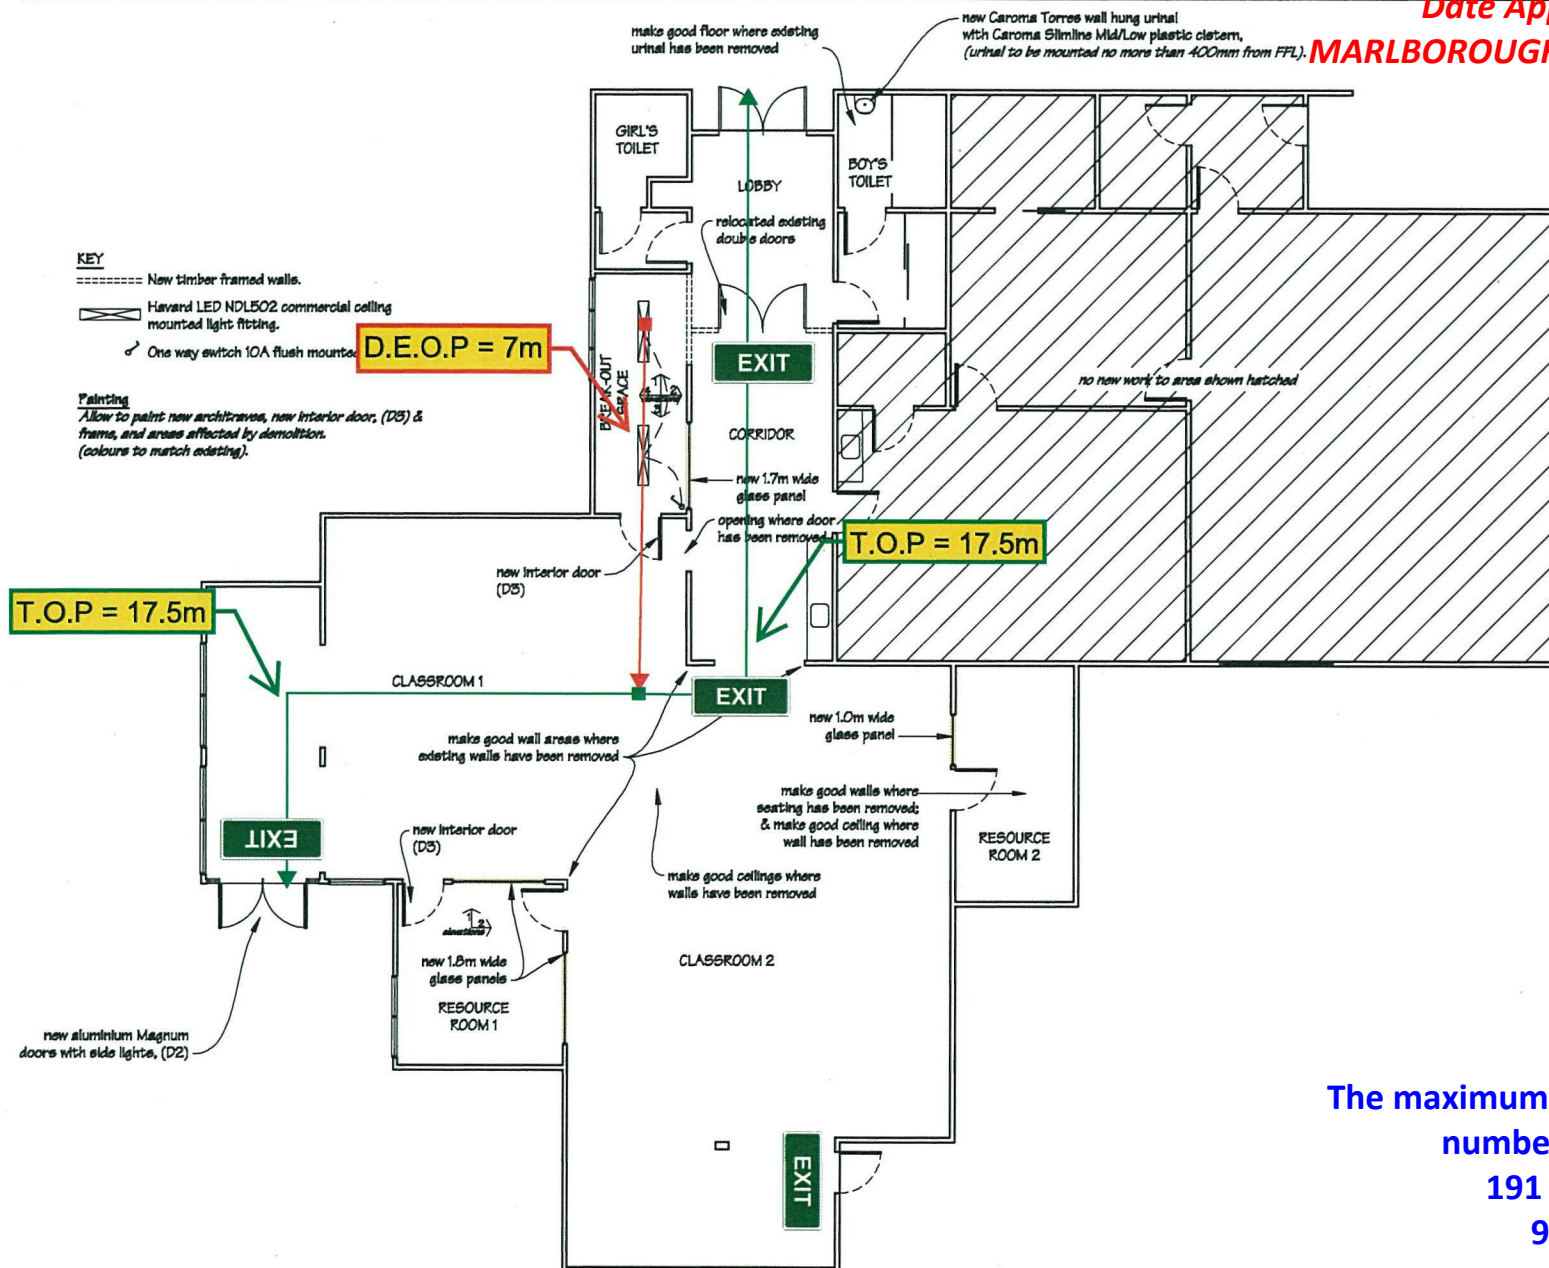 Date App
MARLBOROUGH
make good floor where existing
urinal has been removed
new Caroma Torres wall hung urinal
with Caroma Slimline Mid/Low plastic cistern,
(urinal to be mounted no more than 400mm from FFL).
GIRL'S
TOILET
LOBBY
BOY'S
TOILET
relocated existing
double doors
KEY
New timber framed walls.
Havard LED NDL502 commercial ceiling
mounted light fitting.
One way switch 10A flush mounted
D.E.O.P = 7m
Painting
Allow to paint new architraves, new interior door, (D3) &
frame, and areas affected by demolition.
(colours to match existing).
BREAK-OUT
SPACE
1
2
3
4
EXIT
CORRIDOR
no new work to area shown hatched
new 1.7m wide
glass panel
opening where door
has been removed
T.O.P = 17.5m
new interior door
(D3)
T.O.P = 17.5m
CLASSROOM 1
EXIT
make good wall areas where
existing walls have been removed
new 1.0m wide
glass panel
make good walls where
seating has been removed;
& make good ceiling where
wall has been removed
RESOURCE
ROOM 2
EXIT
new interior door
(D3)
make good ceilings where
walls have been removed
1
2
elevations
new 1.8m wide
glass panels
RESOURCE
ROOM 1
CLASSROOM 2
new aluminium Magnum
doors with side lights, (D2)
EXIT
The maximum
numbe
191
9